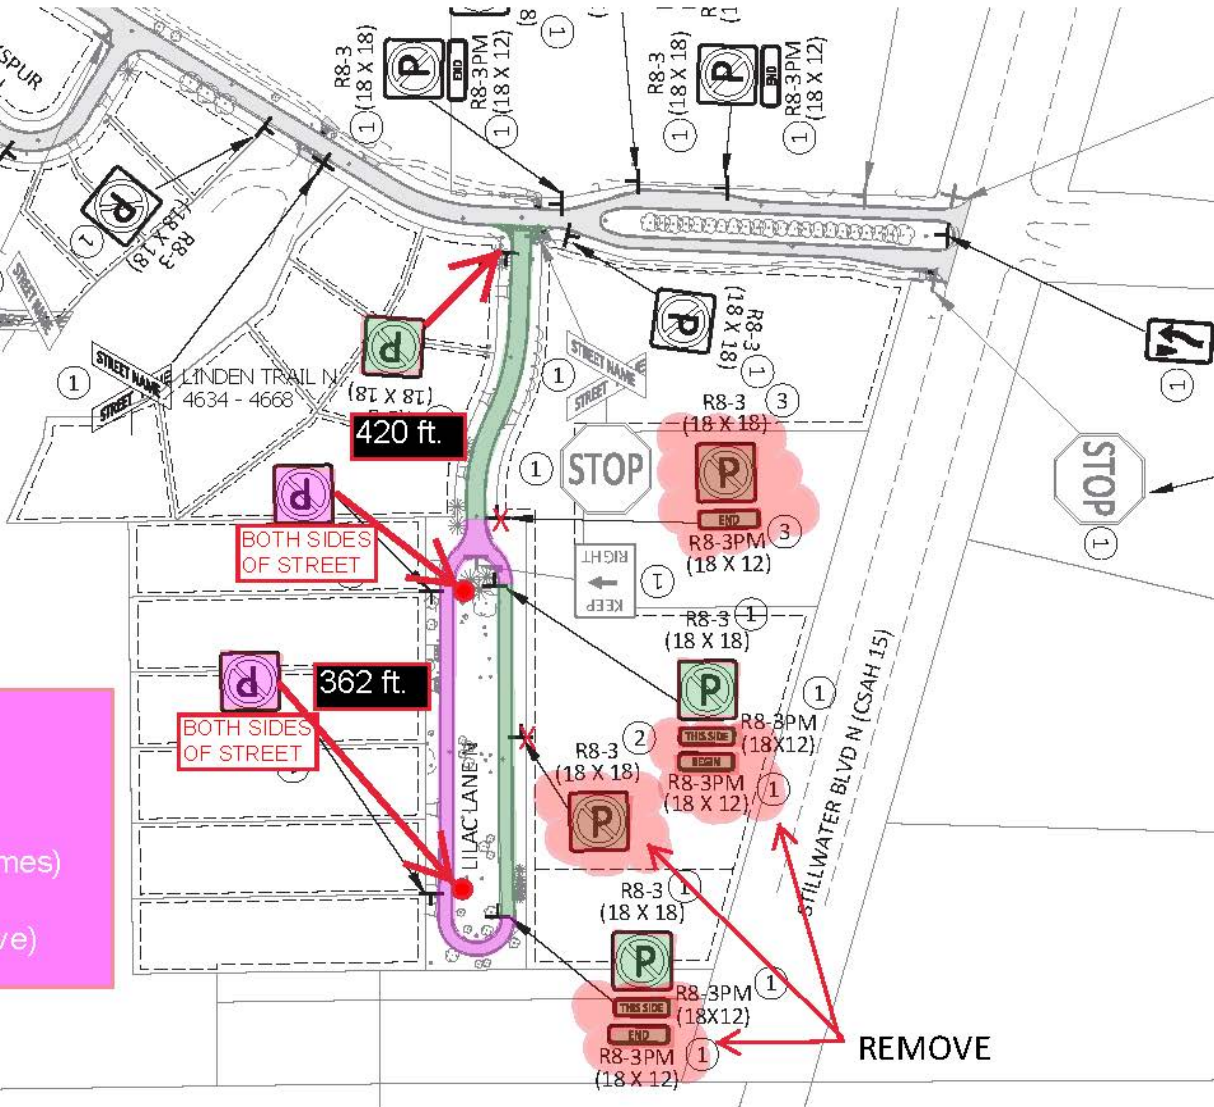 SPUR
R8-3
(18 X 18)
1
P
END
R8-3PM
(18 X 12)
1
8)
1
R8-3
(18 X 18)
1
P
END
R8-3PM
(18 X 12)
1
P
R8-3
(18 X 18)
1
P
R8-3
(18 X 18)
1
1
STREET NAME
STREET
LINDEN TRAIL N
4634 - 4668
P
(18 X 18)
420 ft.
1
STREET NAME
STREET
1
STOP
R8-3
3
(18 X 18)
P
END
R8-3PM
3
(18 X 12)
STOP
1
1
P
BOTH SIDES
OF STREET
KEEP
RIGHT
1
R8-3
1
(18 X 18)
P
THIS SIDE
R8-3PM
(18X12)
1
BEGIN
R8-3PM
(18 X 12)
1
P
362 ft.
BOTH SIDES
OF STREET
R8-3
2
(18 X 18)
P
LILAC LANE N
STILLWATER BLVD N (CSAH 15)
mes)
ve)
R8-3
1
(18 X 18)
P
THIS SIDE
R8-3PM
(18X12)
1
END
R8-3PM
(18 X 12)
1
REMOVE